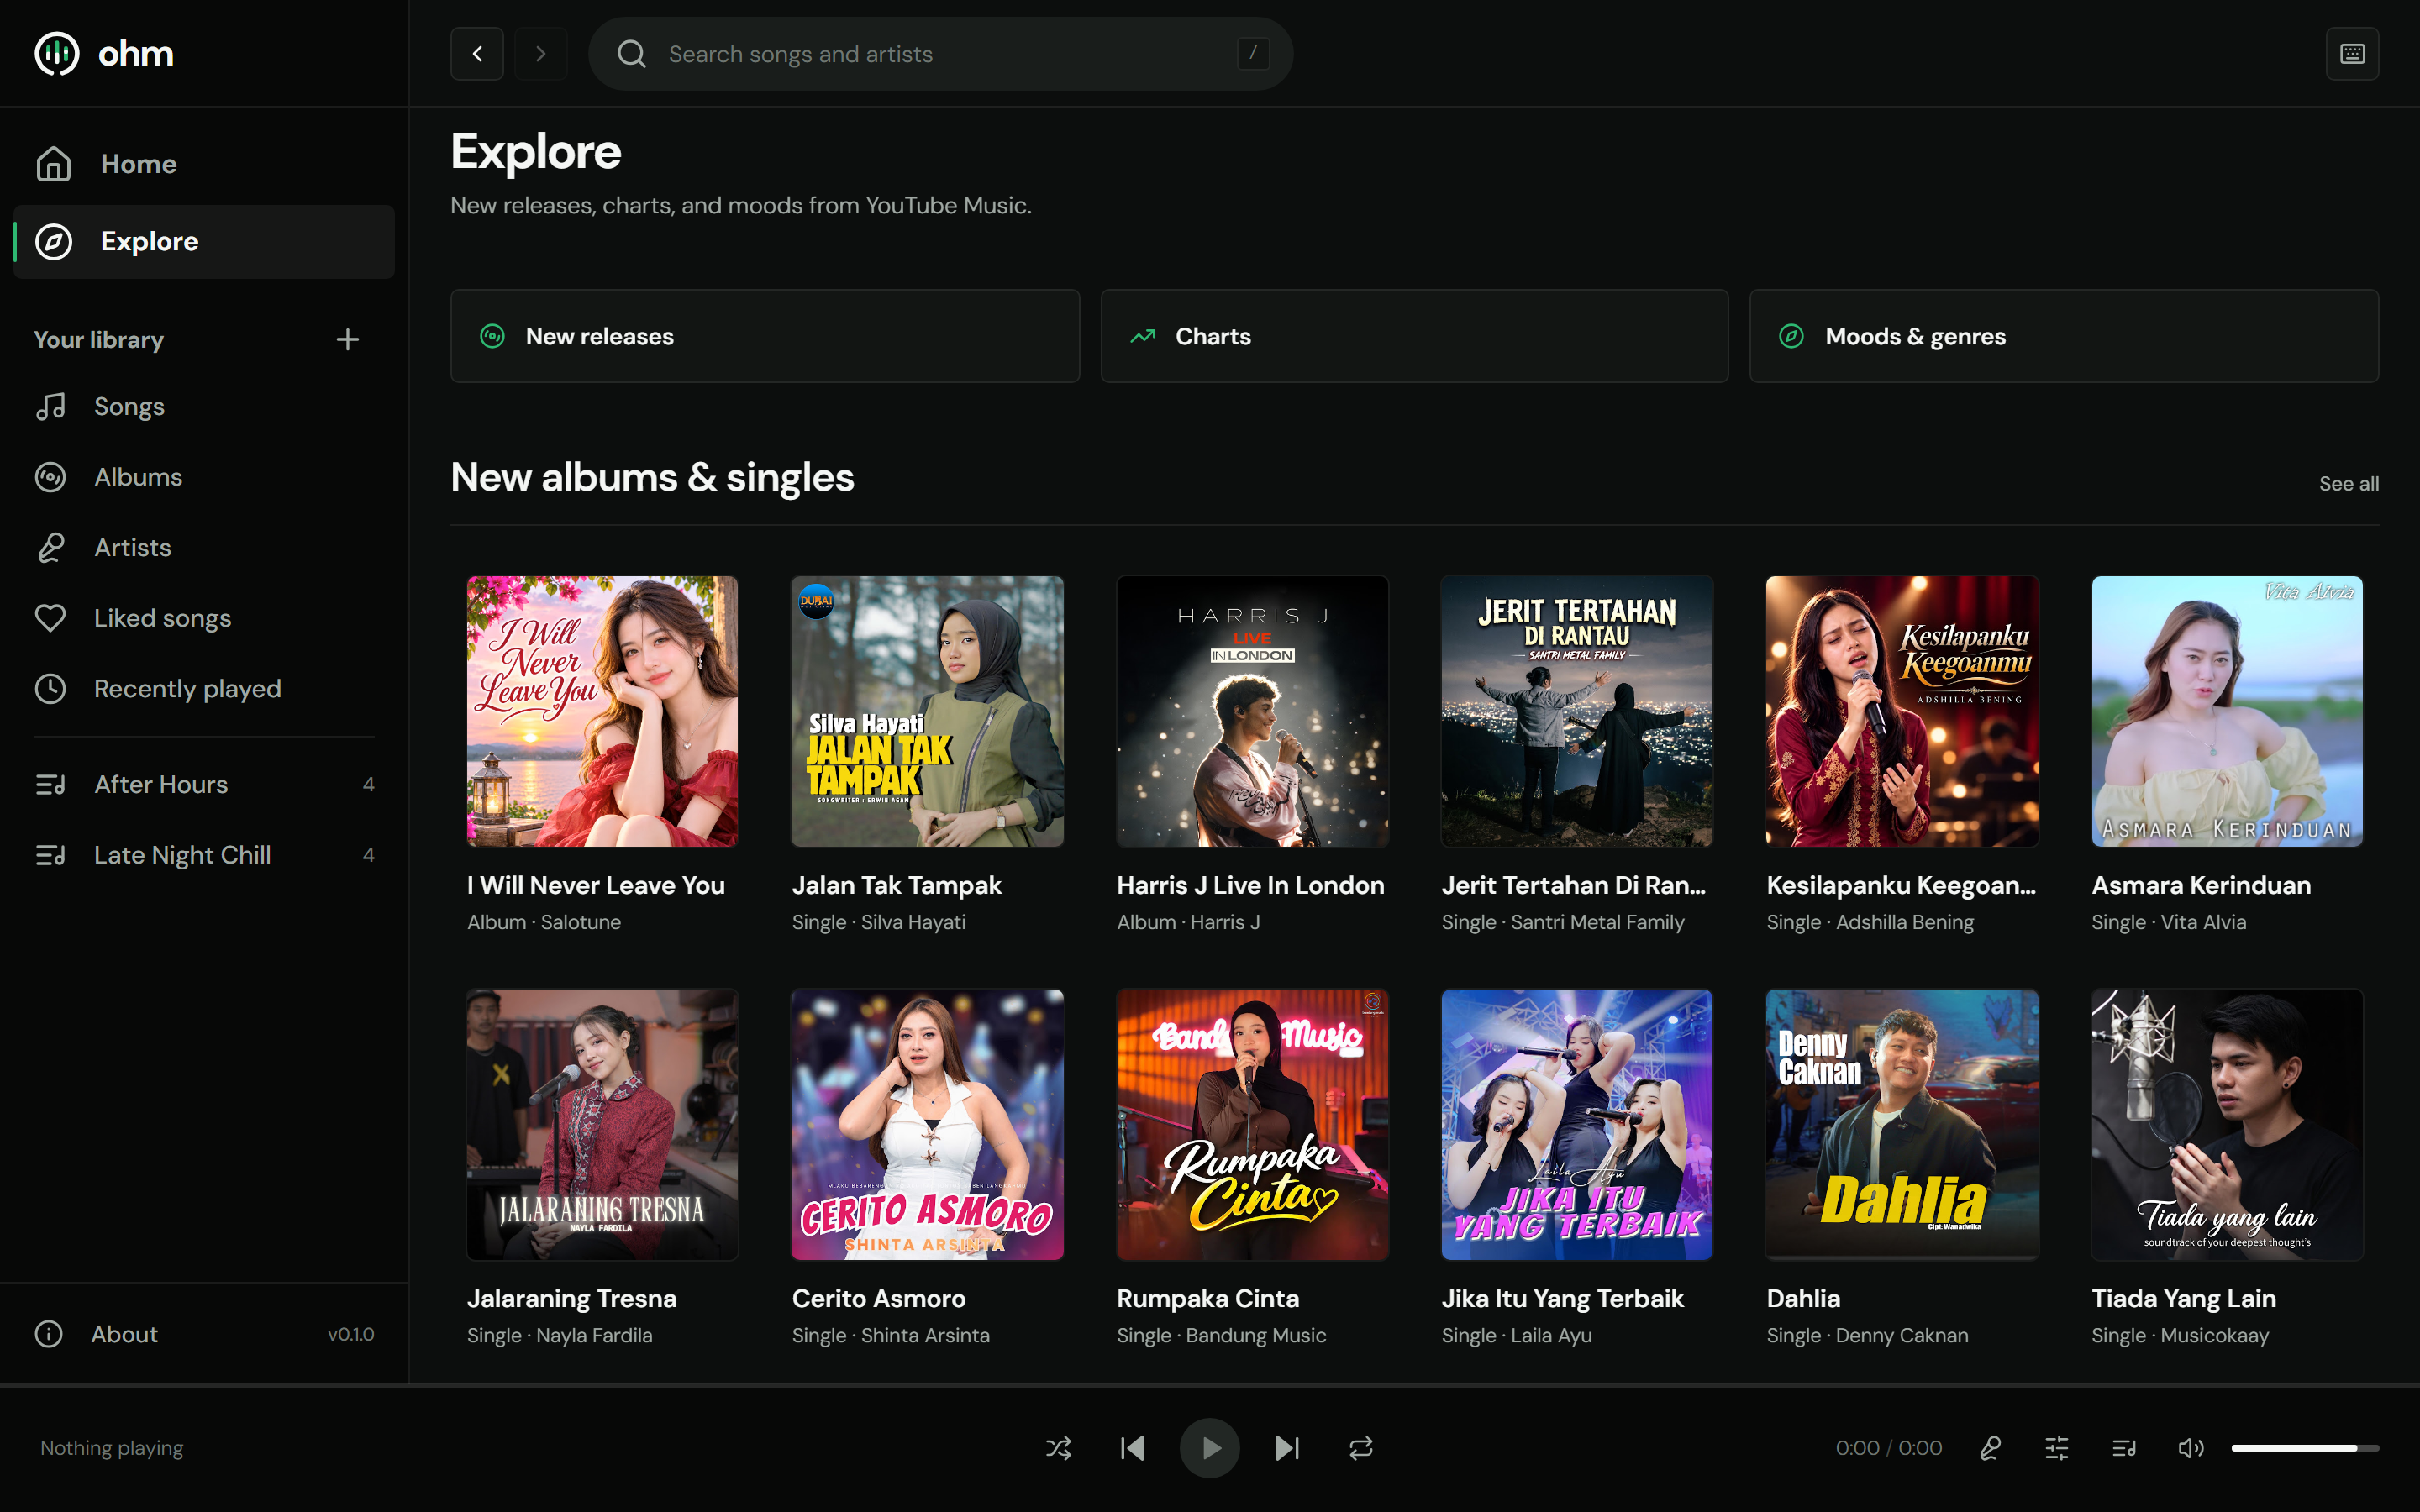 ohm
Search songs and artists
/
Home
Explore
Your library
Songs
Albums
Artists
Liked songs
Recently played
After Hours 4
Late Night Chill 4
About v0.1.0
Explore
New releases, charts, and moods from YouTube Music.
New releases
Charts
Moods & genres
New albums & singles
See all
I Will
Never
Leave You
I Will Never Leave You
Album · Salotune
DUBAI
Silva Hayati
JALAN TAK
TAMPAK
SONGWRITER : ERWIN AGAM
Jalan Tak Tampak
Single · Silva Hayati
HARRIS J
LIVE
IN LONDON
Harris J Live In London
Album · Harris J
JERIT TERTAHAN
DI RANTAU
SANTRI METAL FAMILY
Jerit Tertahan Di Ran...
Single · Santri Metal Family
Kesilapanku
Keegoanmu
ADSHILLA BENING
Kesilapanku Keegoan...
Single · Adshilla Bening
Vita Alvia
ASMARA KERINDUAN
Asmara Kerinduan
Single · Vita Alvia
JALARANING TRESNA
NAYLA FARDILA
Jalaraning Tresna
Single · Nayla Fardila
CERITO ASMORO
SHINTA ARSINTA
Cerito Asmoro
Single · Shinta Arsinta
Band Music
Rumpaka
Cinta
Rumpaka Cinta
Single · Bandung Music
Laila Ayu
JIKA ITU
YANG TERBAIK
Jika Itu Yang Terbaik
Single · Laila Ayu
Denny
Caknan
Dahlia
Dahlia
Single · Denny Caknan
Tiada yang lain
soundtrack of your deepest thought's
Tiada Yang Lain
Single · Musicokaay
Nothing playing
0:00 / 0:00